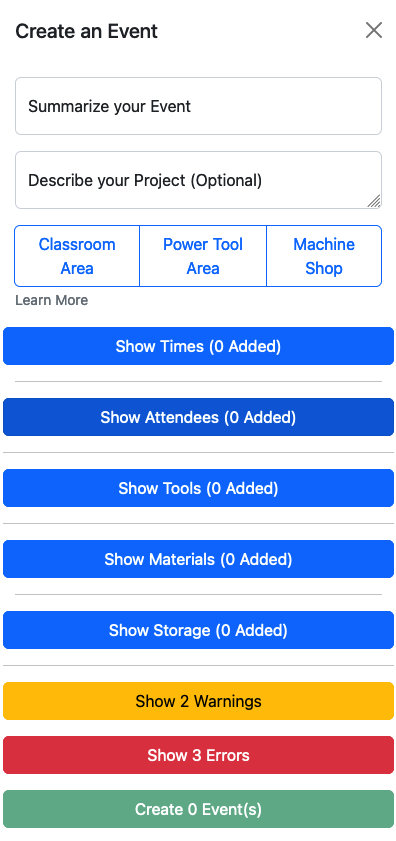 Create an Event
Summarize your Event
Describe your Project (Optional)
Classroom
Area
Power Tool
Area
Machine
Shop
Learn More
Show Times (0 Added)
Show Attendees (0 Added)
Show Tools (0 Added)
Show Materials (0 Added)
Show Storage (0 Added)
Show 2 Warnings
Show 3 Errors
Create 0 Event(s)